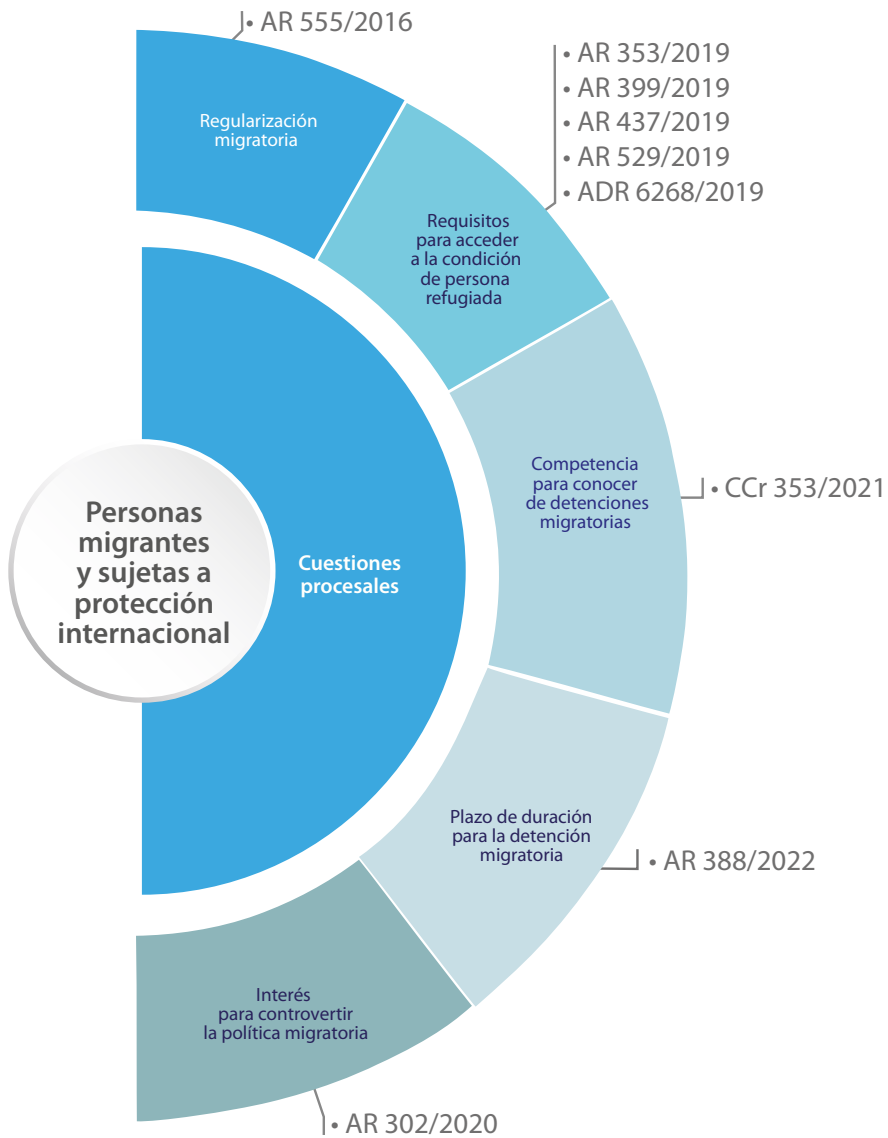 • AR 555/2016
Regularización
migratoria
• AR 353/2019
• AR 399/2019
• AR 437/2019
• AR 529/2019
• ADR 6268/2019
Requisitos
para acceder
a la condición
de persona
refugiada
Competencia
para conocer
de detenciones
migratorias
• CCr 353/2021
Personas
migrantes
y sujetas a
protección
internacional
Cuestiones
procesales
Plazo de duración
para la detención
migratoria
• AR 388/2022
Interés
para controvertir
la política migratoria
• AR 302/2020